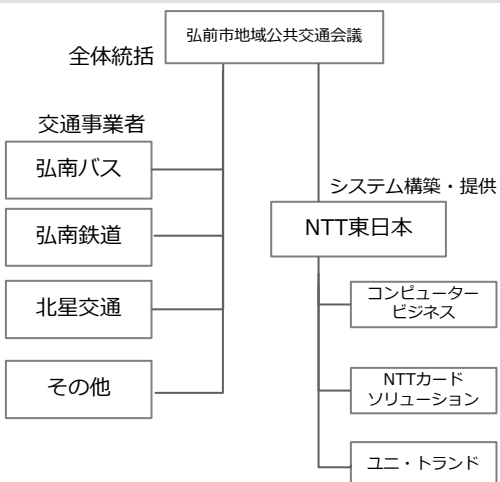 弘前市地域公共交通会議
全体統括
交通事業者
弘南バス
弘南鉄道
北星交通
その他
システム構築・提供
NTT東日本
コンピューター
ビジネス
NTTカード
ソリューション
ユニ・トランド